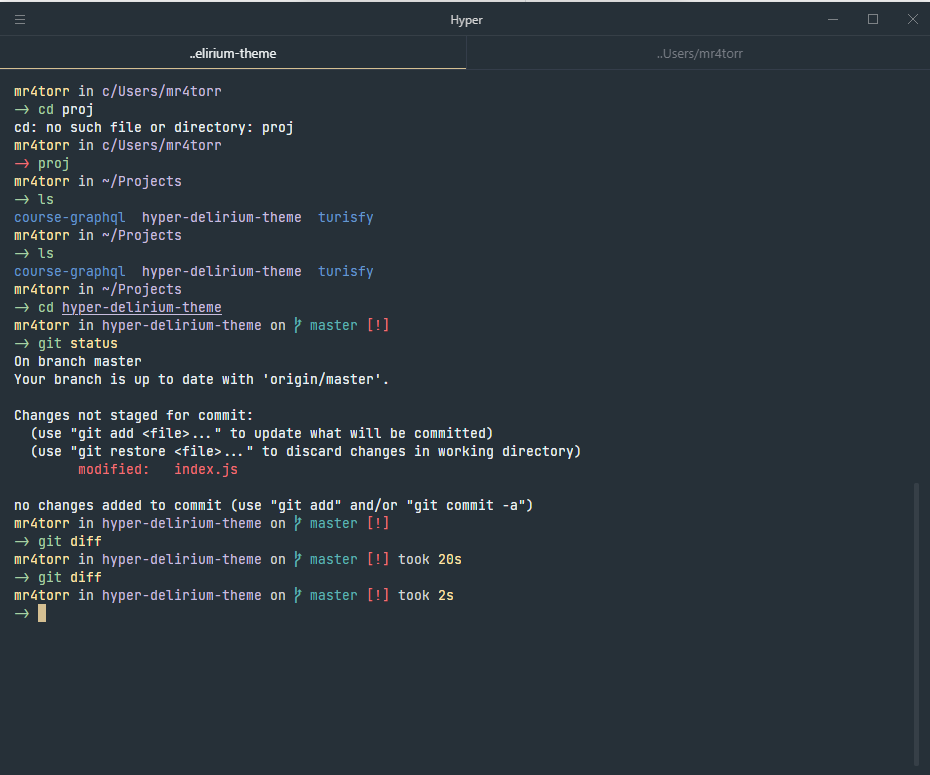 Hyper
..elirium-theme
..Users/mr4torr
mr4torr in c/Users/mr4torr
→ cd proj
cd: no such file or directory: proj
mr4torr in c/Users/mr4torr
→ proj
mr4torr in ~/Projects
→ ls
course-graphql  hyper-delirium-theme  turisfy
mr4torr in ~/Projects
→ ls
course-graphql  hyper-delirium-theme  turisfy
mr4torr in ~/Projects
→ cd hyper-delirium-theme
mr4torr in hyper-delirium-theme on  master [!]
→ git status
On branch master
Your branch is up to date with 'origin/master'.

Changes not staged for commit:
  (use "git add <file>..." to update what will be committed)
  (use "git restore <file>..." to discard changes in working directory)
        modified:   index.js

no changes added to commit (use "git add" and/or "git commit -a")
mr4torr in hyper-delirium-theme on  master [!]
→ git diff
mr4torr in hyper-delirium-theme on  master [!] took 20s
→ git diff
mr4torr in hyper-delirium-theme on  master [!] took 2s
→